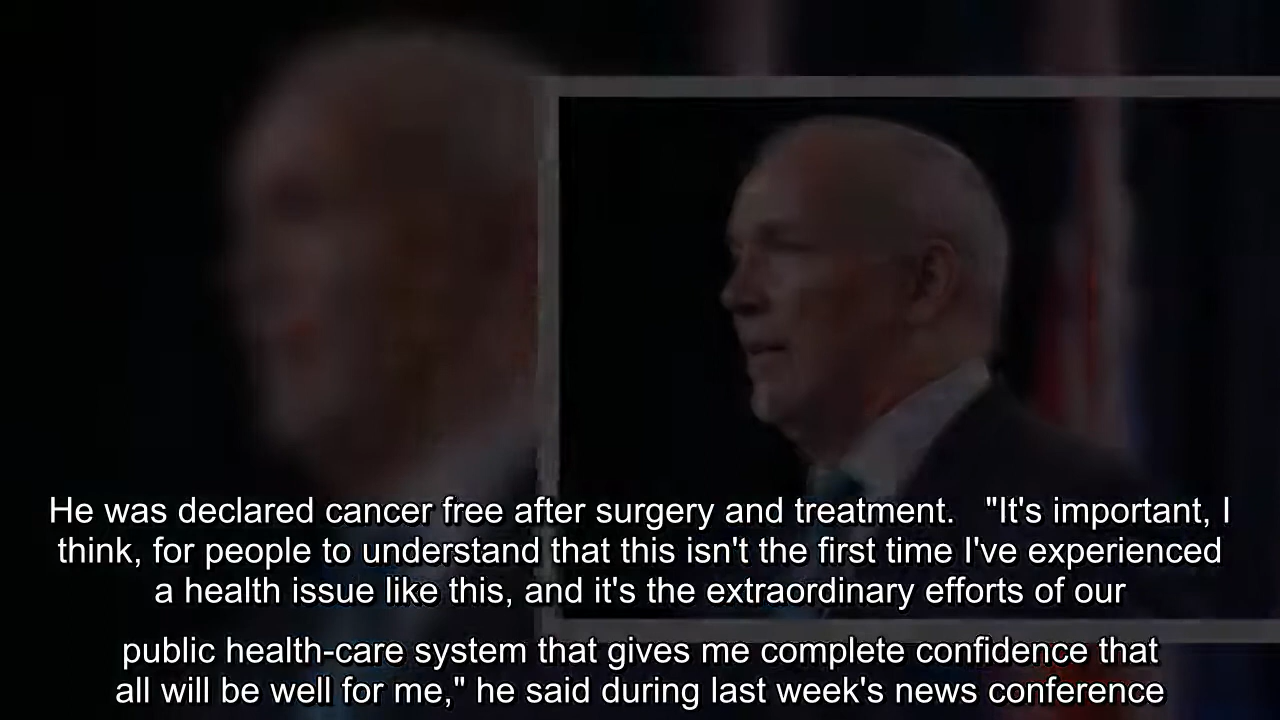 He was declared cancer free after surgery and treatment.   "It's important, I
think, for people to understand that this isn't the first time I've experienced
a health issue like this, and it's the extraordinary efforts of our
public health-care system that gives me complete confidence that
all will be well for me," he said during last week's news conference